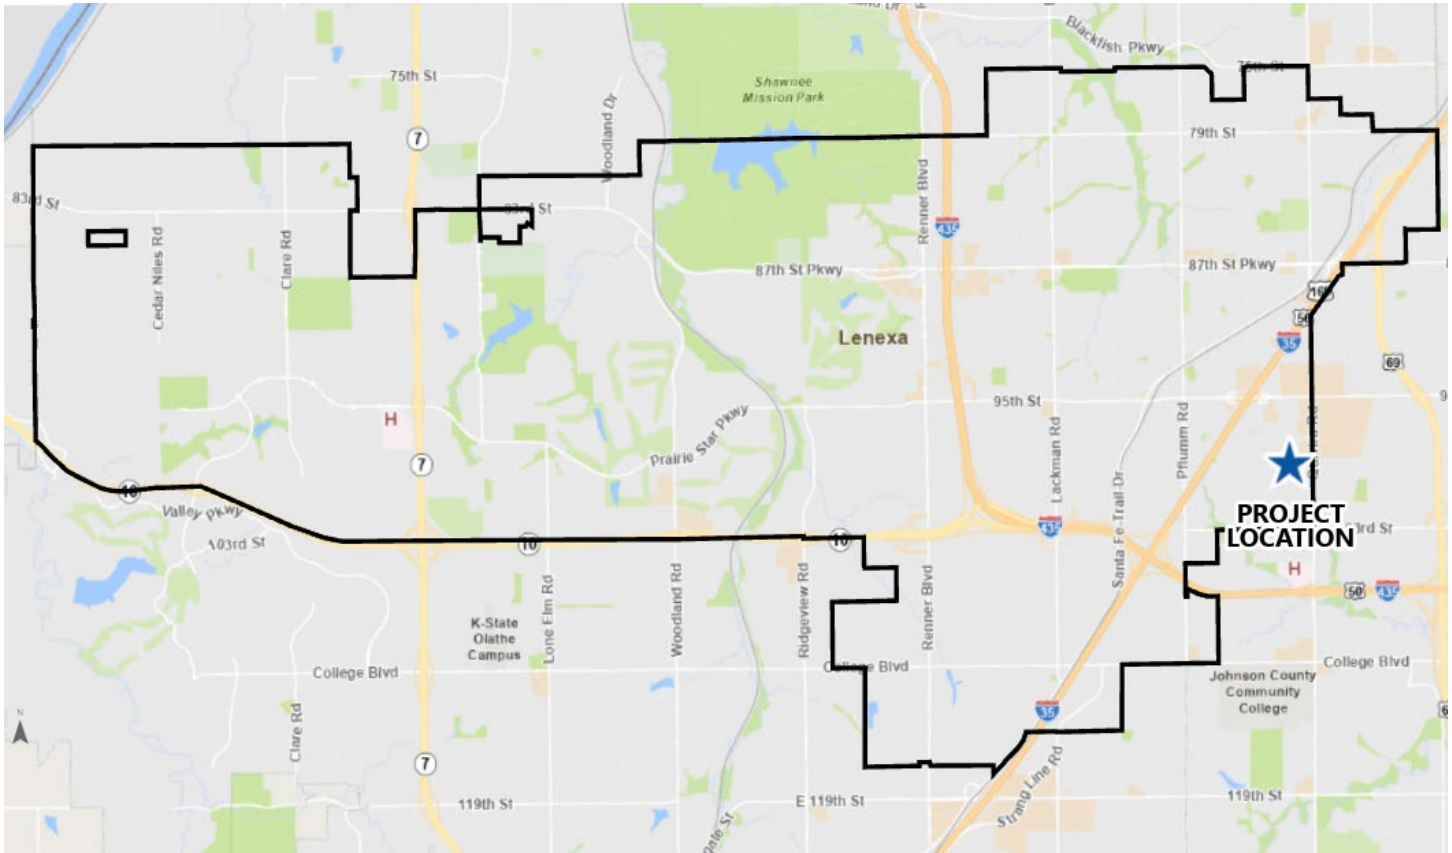 Blackfish Pkwy
75th St
75th St
Shawnee
Mission Park
Woodland Dr
7
79th St
83rd St
83rd St
Renner Blvd
435
Cedar Niles Rd
Clare Rd
87th St Pkwy
87th St Pkwy
169
Lenexa
35
69
H
95th St
Prairie Star Pkwy
Lackman Rd
Pflumm Rd
7
Santa Fe Trail Dr
10
Valley Pkwy
103rd St
PROJECT
LOCATION
3rd St
435
10
10
H
50
435
Lone Elm Rd
Woodland Rd
Ridgeview Rd
Renner Blvd
K-State
Olathe
Campus
College Blvd
College Blvd
College Blvd
Johnson County
Community
College
N
Clare Rd
35
7
Strang Line Rd
119th St
E 119th St
119th St
gate St